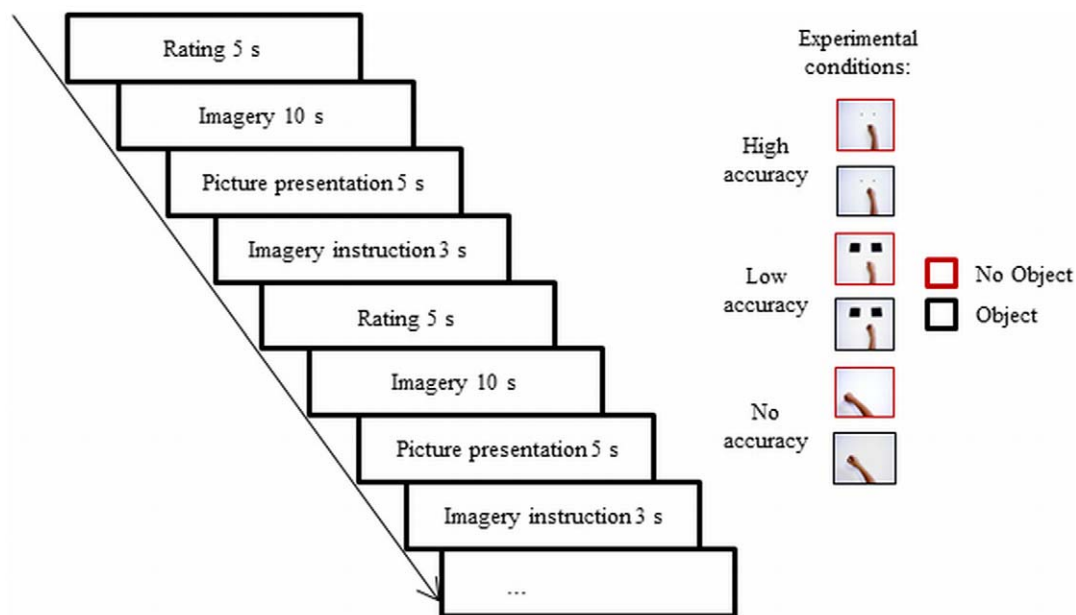 Rating 5 s
Imagery 10 s
Picture presentation 5 s
Imagery instruction 3 s
Rating 5 s
Imagery 10 s
Picture presentation 5 s
Imagery instruction 3 s
...
Experimental
conditions:
High
accuracy
Low
accuracy
No
accuracy
No Object
Object